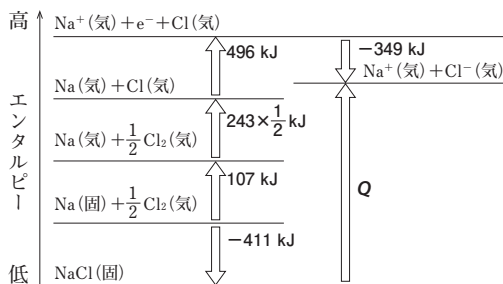 高
Na⁺(気)+e⁻+Cl(気)
496 kJ
−349 kJ
Na⁺(気)+Cl⁻(気)
Na(気)+Cl(気)
243×1/2 kJ
Na(気)+1/2Cl₂(気)
107 kJ
Na(固)+1/2Cl₂(気)
−411 kJ
NaCl(固)
Q
エンタルピー
低